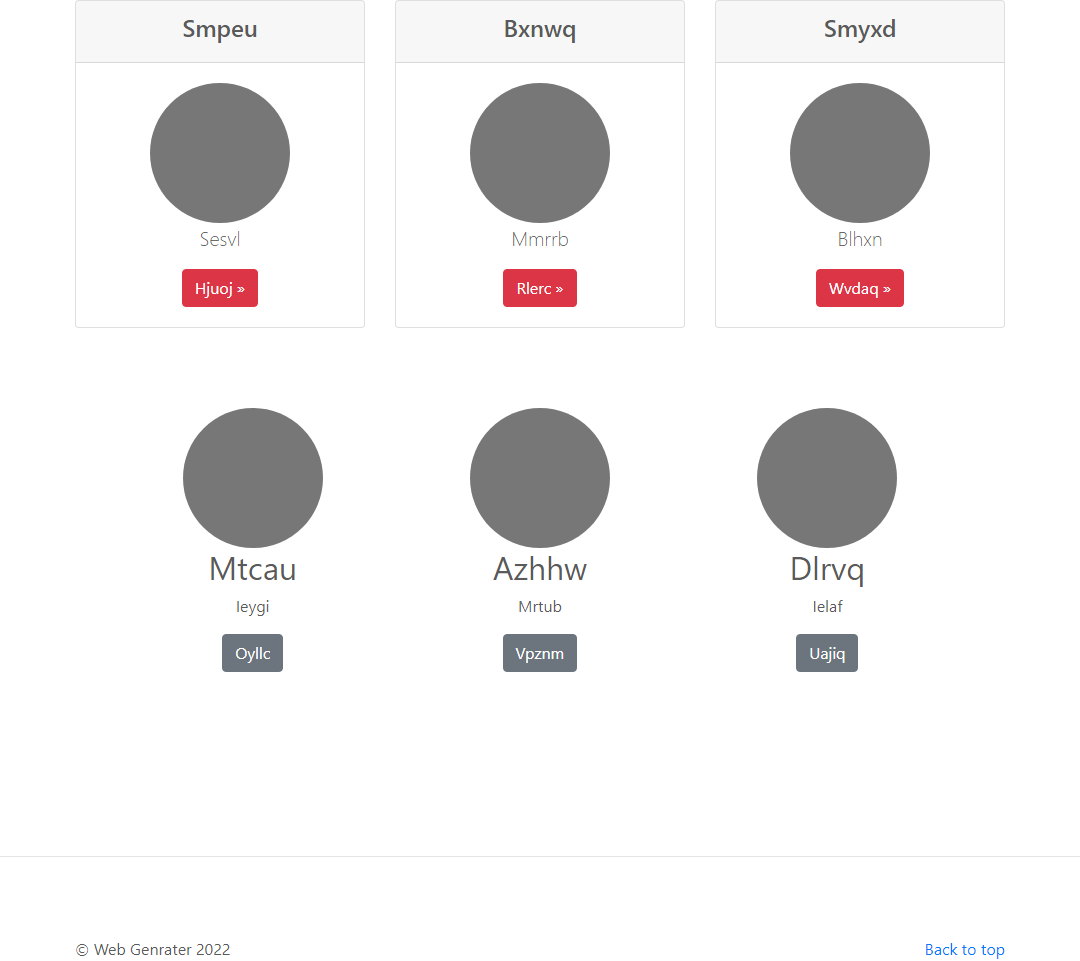 Smpeu Bxnwq Smyxd
Sesvl Mmrrb Blhxn
Hjuoj » Rlerc » Wvdaq »
Mtcau Azhhw Dlrvq
Ieygi Mrtub Ielaf
Oyllc Vpznm Uajiq
© Web Genrater 2022 Back to top